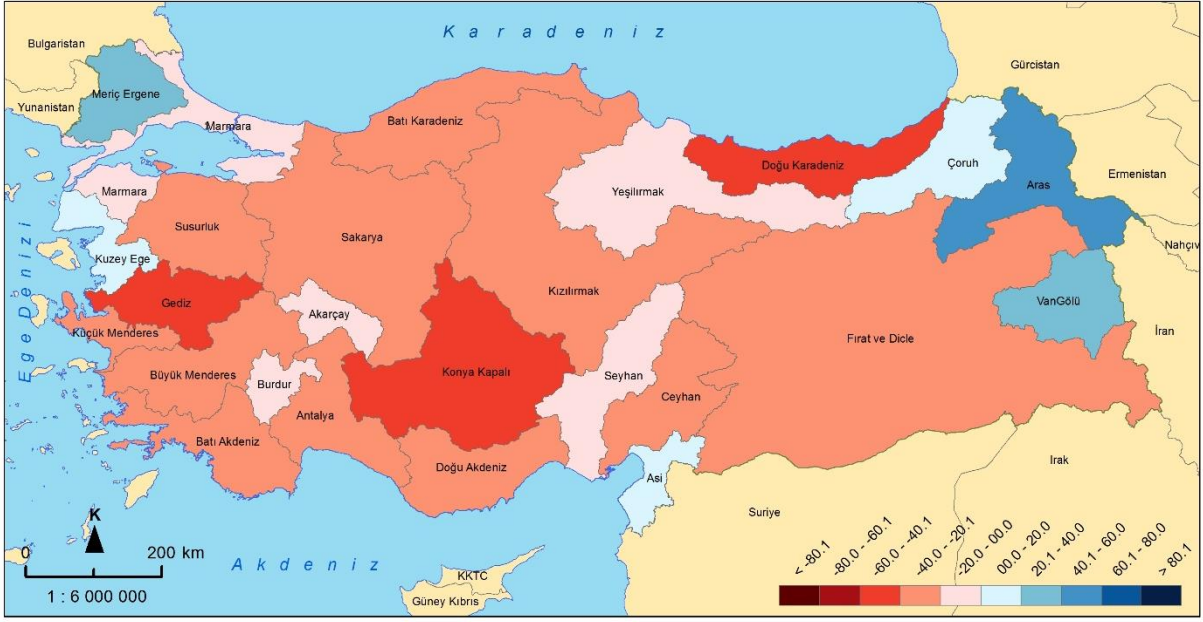 Karadeniz
Bulgaristan
Gürcistan
Meriç Ergene
Yunanistan
Marmara
Batı Karadeniz
Doğu Karadeniz
Çoruh
Ermenistan
Marmara
Yeşilırmak
Aras
Susurluk
Sakarya
Nahçıv
Ege Denizi
Kuzey Ege
Gediz
Akarçay
Kızılırmak
VanGölü
Küçük Menderes
Fırat ve Dicle
İran
Büyük Menderes
Burdur
Konya Kapalı
Seyhan
Ceyhan
Antalya
Batı Akdeniz
Doğu Akdeniz
Asi
Irak
Suriye
K
0 200 km
1 : 6 000 000
Akdeniz
KKTC
Güney Kıbrıs
< -80.1
-80.0 - -60.1
-60.0 - -40.1
-40.0 - -20.1
-20.0 - 00.0
00.0 - 20.0
20.1 - 40.0
40.1 - 60.0
60.1 - 80.0
> 80.1